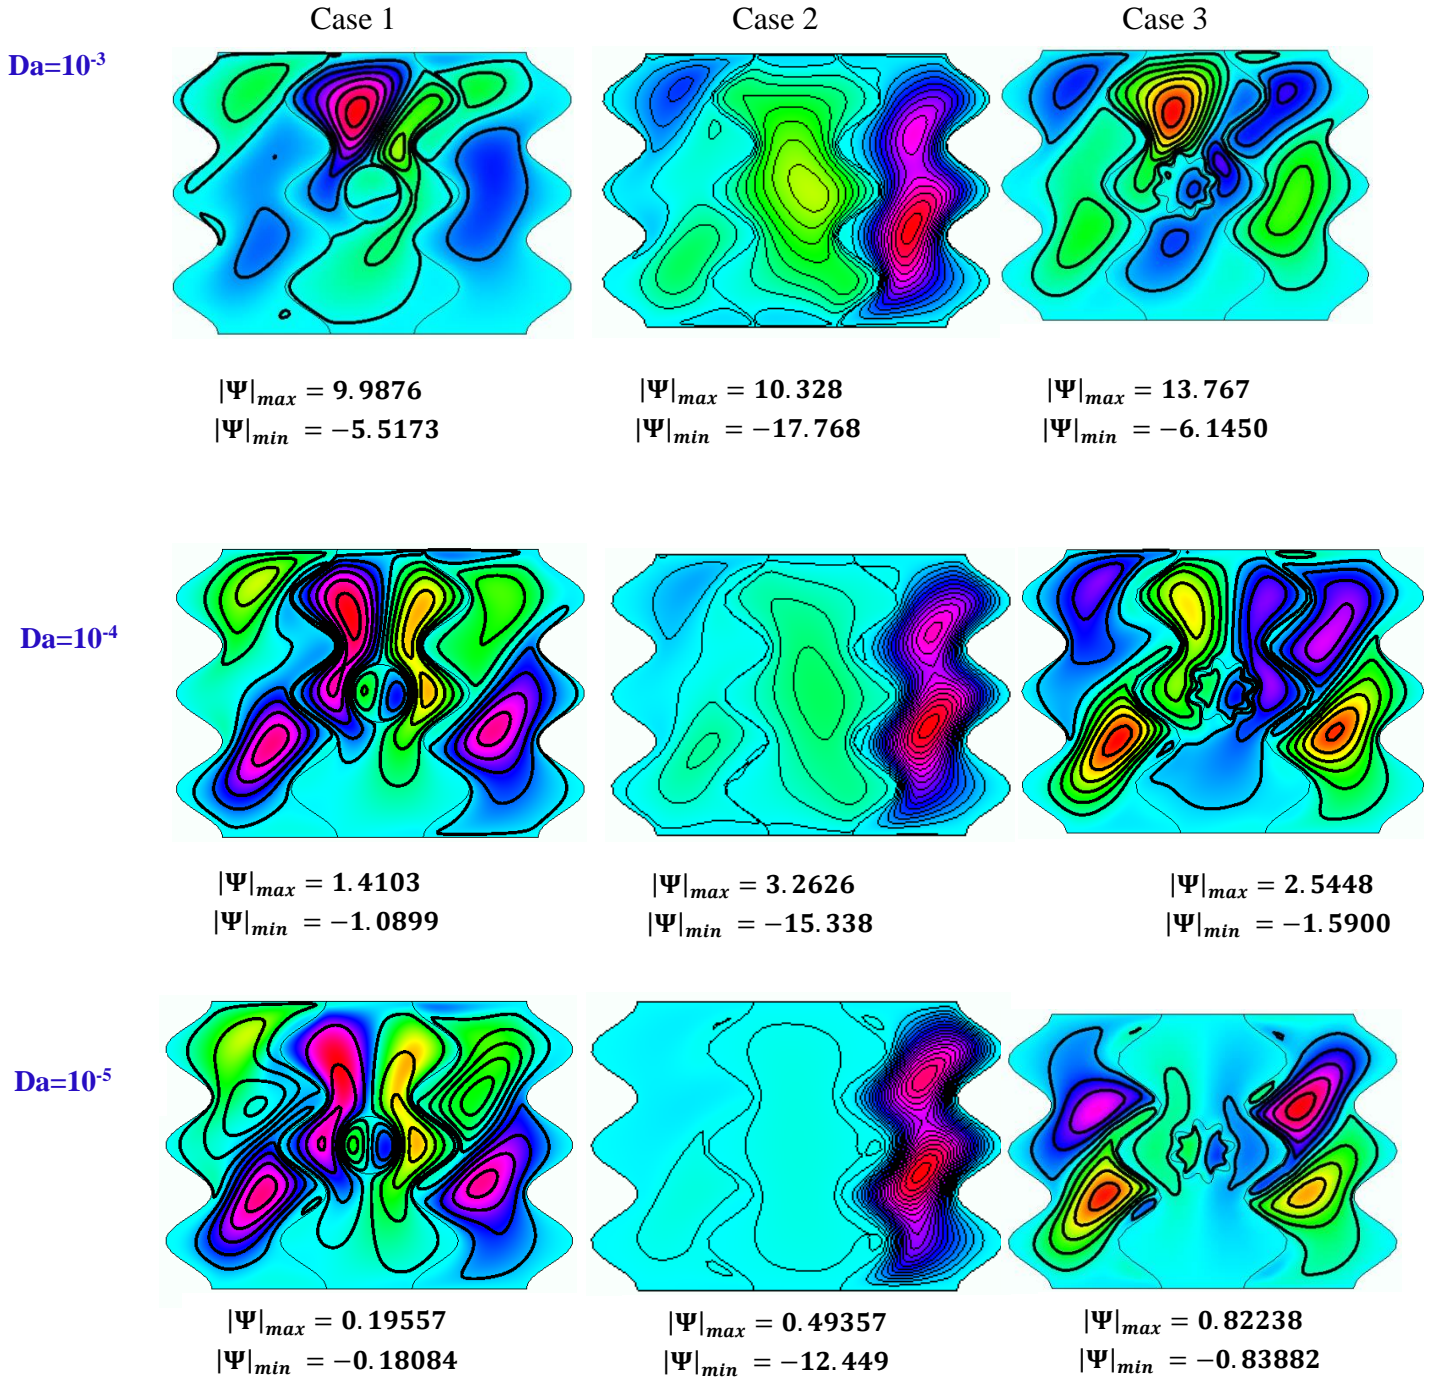 Case 1 Case 2 Case 3
Da=10⁻³
|Ψ|max = 9.9876 |Ψ|max = 10.328 |Ψ|max = 13.767
|Ψ|min = −5.5173 |Ψ|min = −17.768 |Ψ|min = −6.1450
Da=10⁻⁴
|Ψ|max = 1.4103 |Ψ|max = 3.2626 |Ψ|max = 2.5448
|Ψ|min = −1.0899 |Ψ|min = −15.338 |Ψ|min = −1.5900
Da=10⁻⁵
|Ψ|max = 0.19557 |Ψ|max = 0.49357 |Ψ|max = 0.82238
|Ψ|min = −0.18084 |Ψ|min = −12.449 |Ψ|min = −0.83882